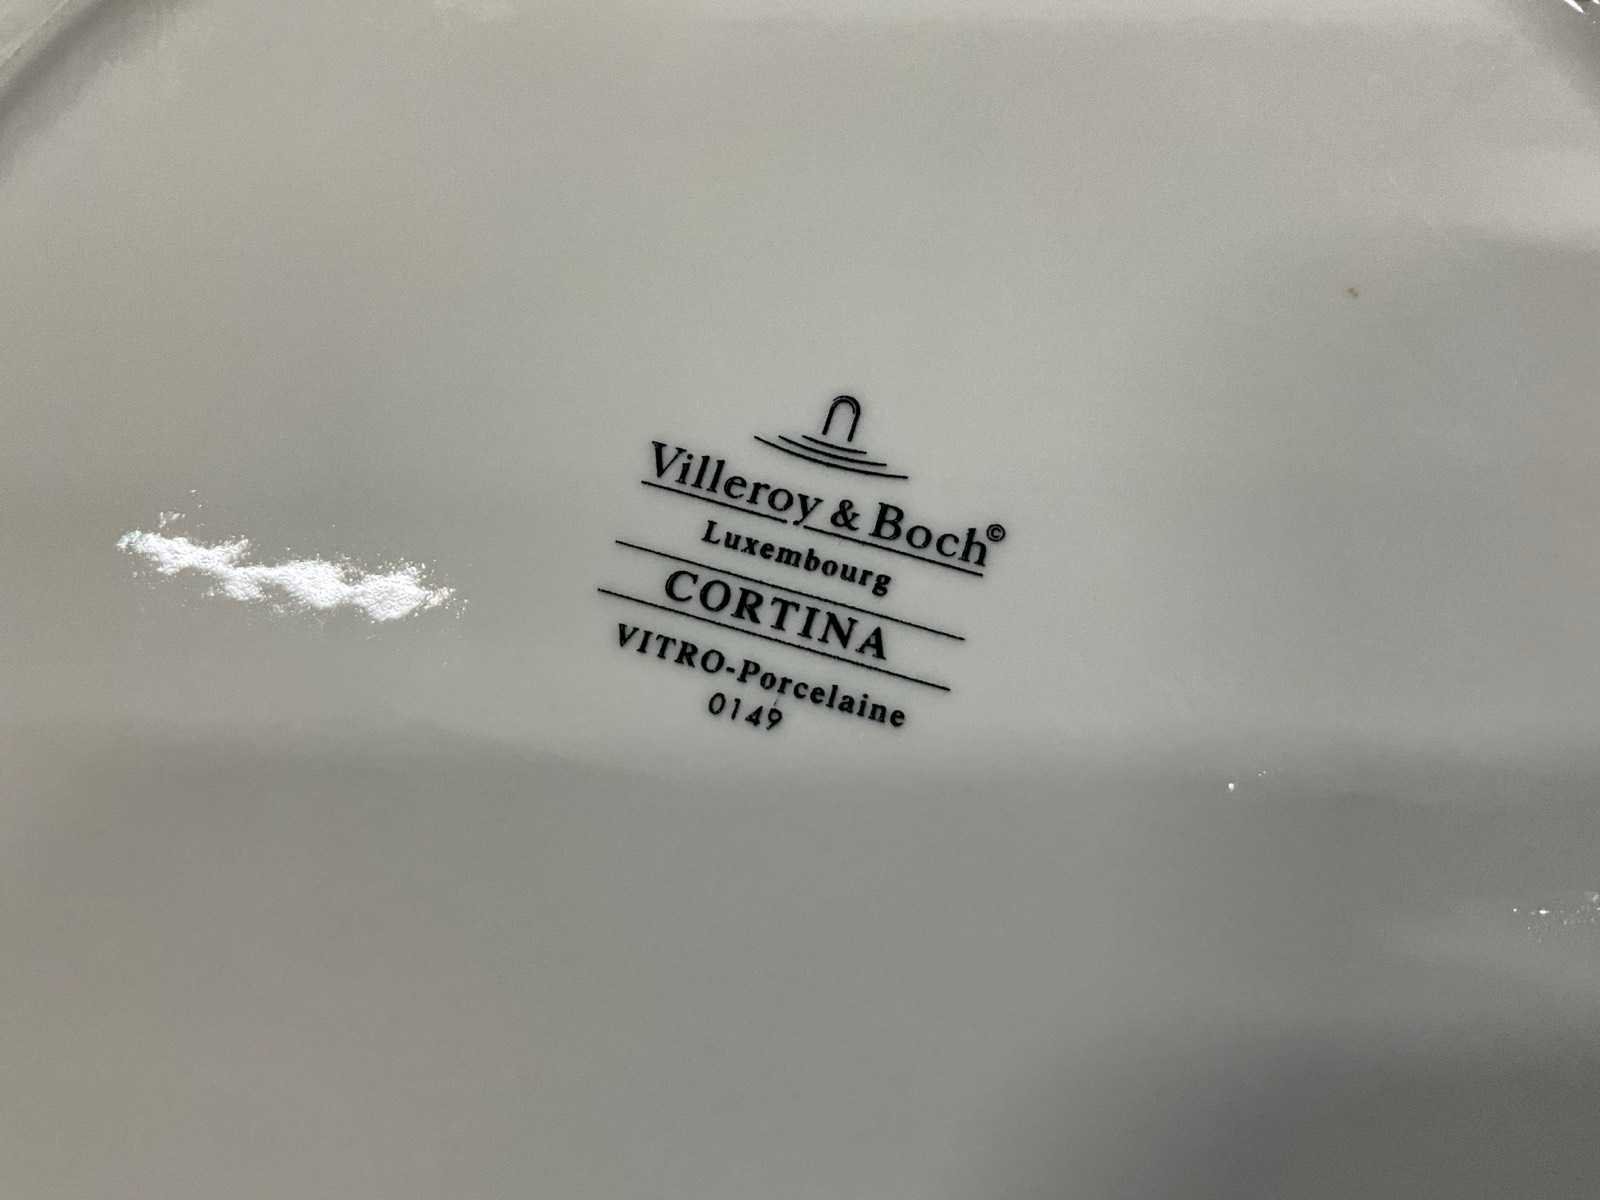 Villeroy & Boch©
Luxembourg
CORTINA
VITRO-Porcelaine
0149